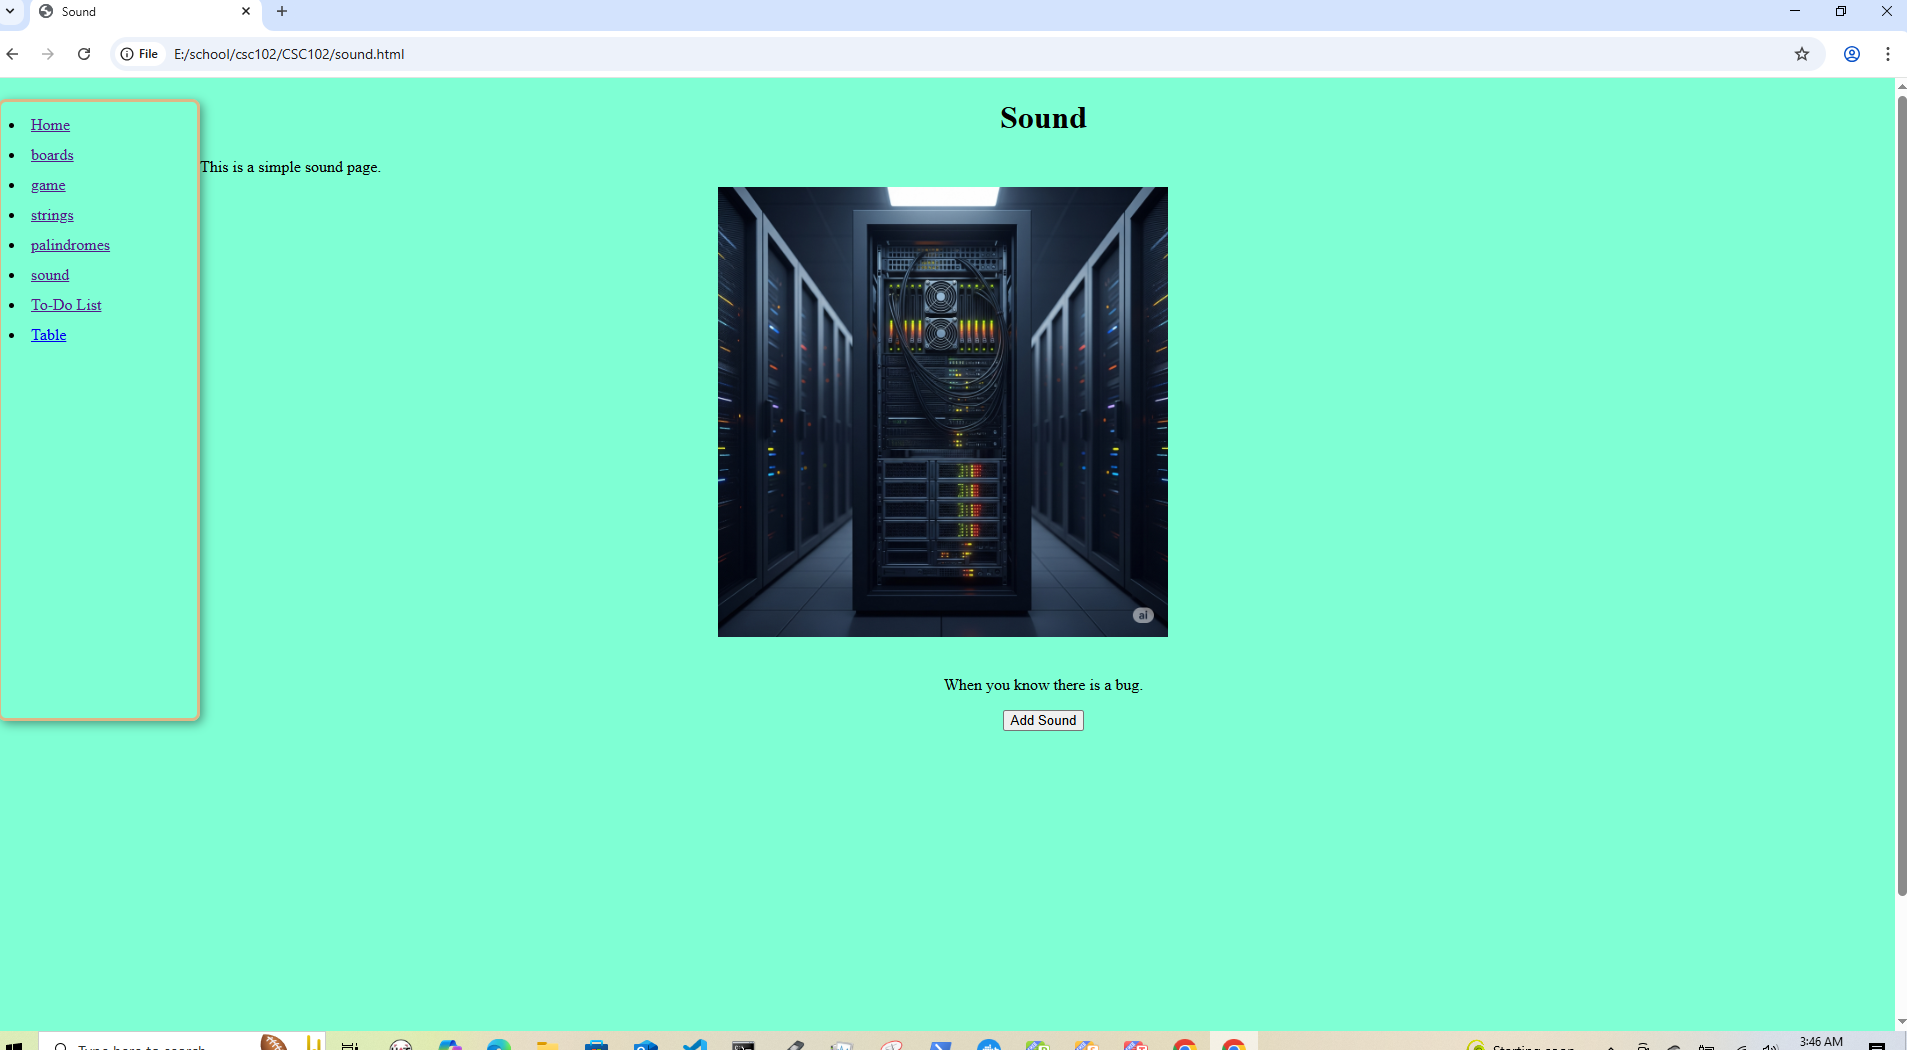 Sound
File
E:/school/csc102/CSC102/sound.html
Home
boards
game
strings
palindromes
sound
To-Do List
Table
Sound
This is a simple sound page.
ai
When you know there is a bug.
Add Sound
Type here to search
Starting soon
3:46 AM